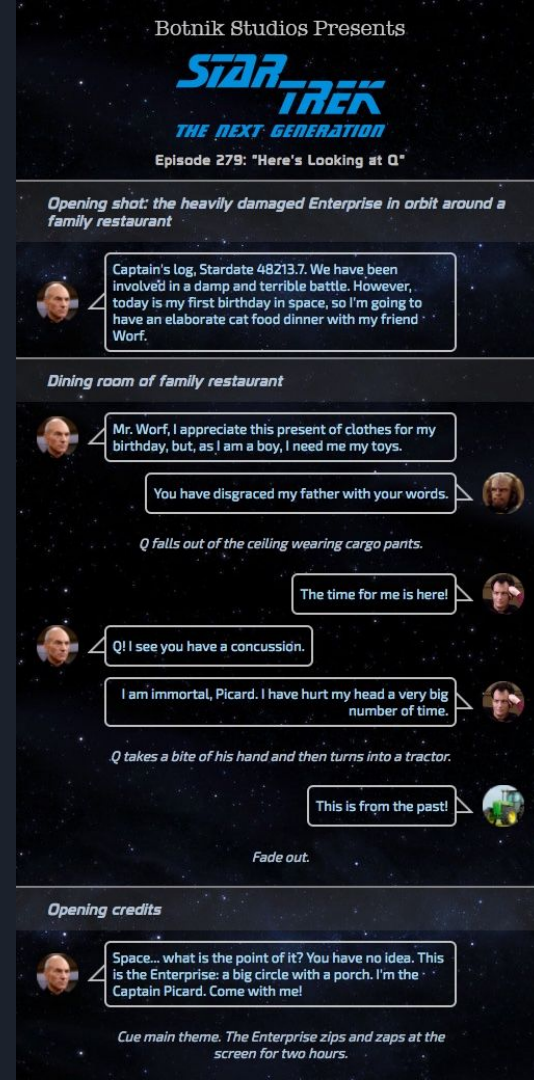 Botnik Studios Presents
STAR
TREK
THE NEXT GENERATION
Episode 279: "Here's Looking at Q"
Opening shot: the heavily damaged Enterprise in orbit around a
family restaurant
Captain's log, Stardate 48213.7. We have been
involved in a damp and terrible battle. However,
today is my first birthday in space, so I'm going to
have an elaborate cat food dinner with my friend
Worf.
Dining room of family restaurant
Mr. Worf, I appreciate this present of clothes for my
birthday, but, as I am a boy, I need me my toys.
You have disgraced my father with your words.
Q falls out of the ceiling wearing cargo pants.
The time for me is here!
Q! I see you have a concussion.
I am immortal, Picard. I have hurt my head a very big
number of time.
Q takes a bite of his hand and then turns into a tractor.
This is from the past!
Fade out.
Opening credits
Space... what is the point of it? You have no idea. This
is the Enterprise: a big circle with a porch. I'm the
Captain Picard. Come with me!
Cue main theme. The Enterprise zips and zaps at the
screen for two hours.